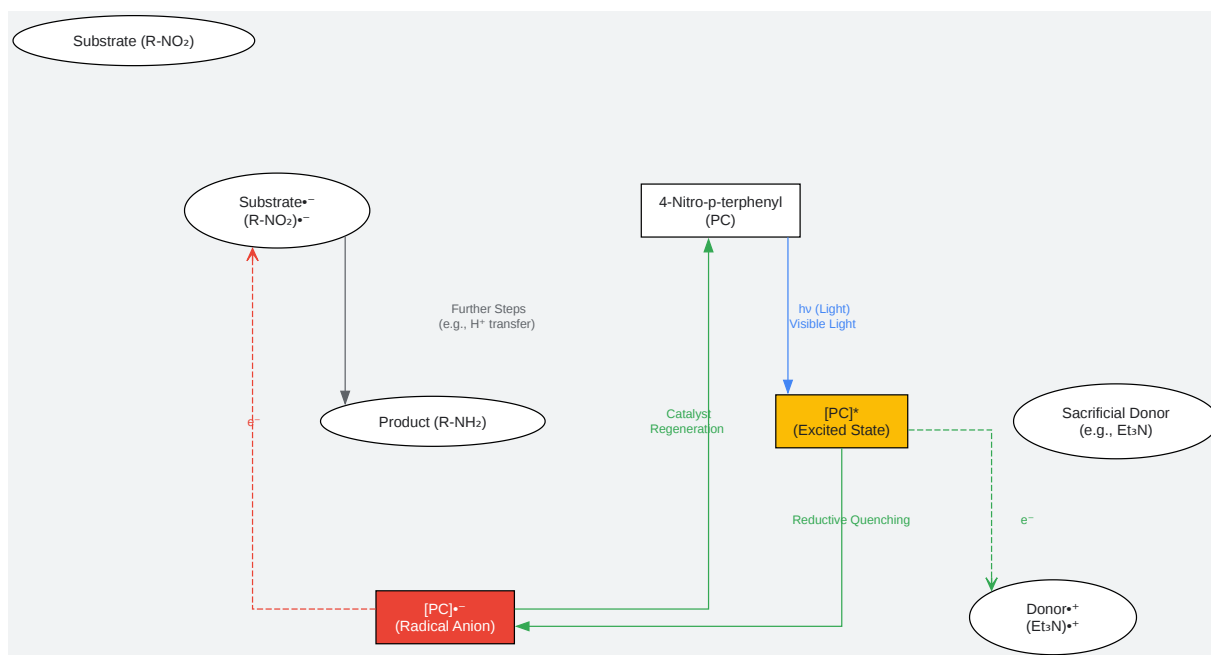 Substrate (R-NO₂)
Substrate•⁻
(R-NO₂)•⁻
4-Nitro-p-terphenyl
(PC)
Further Steps
(e.g., H⁺ transfer)
hν (Light)
Visible Light
e⁻
Product (R-NH₂)
Catalyst
Regeneration
[PC]*
(Excited State)
Sacrificial Donor
(e.g., Et₃N)
Reductive Quenching
e⁻
[PC]•⁻
(Radical Anion)
Donor•⁺
(Et₃N)•⁺